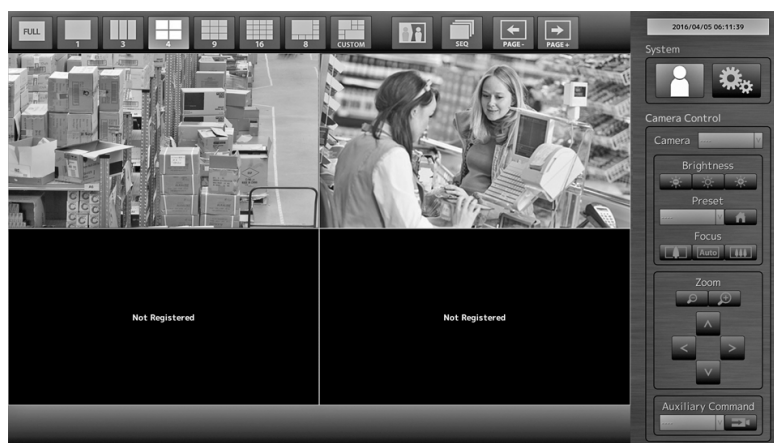 FULL
1
3
4
9
16
8
CUSTOM
SEQ
PAGE-
PAGE+
2016/04/05 06:11:39
System
Camera Control
Camera
Brightness
Preset
Focus
Auto
Zoom
Not Registered
Not Registered
Auxiliary Command